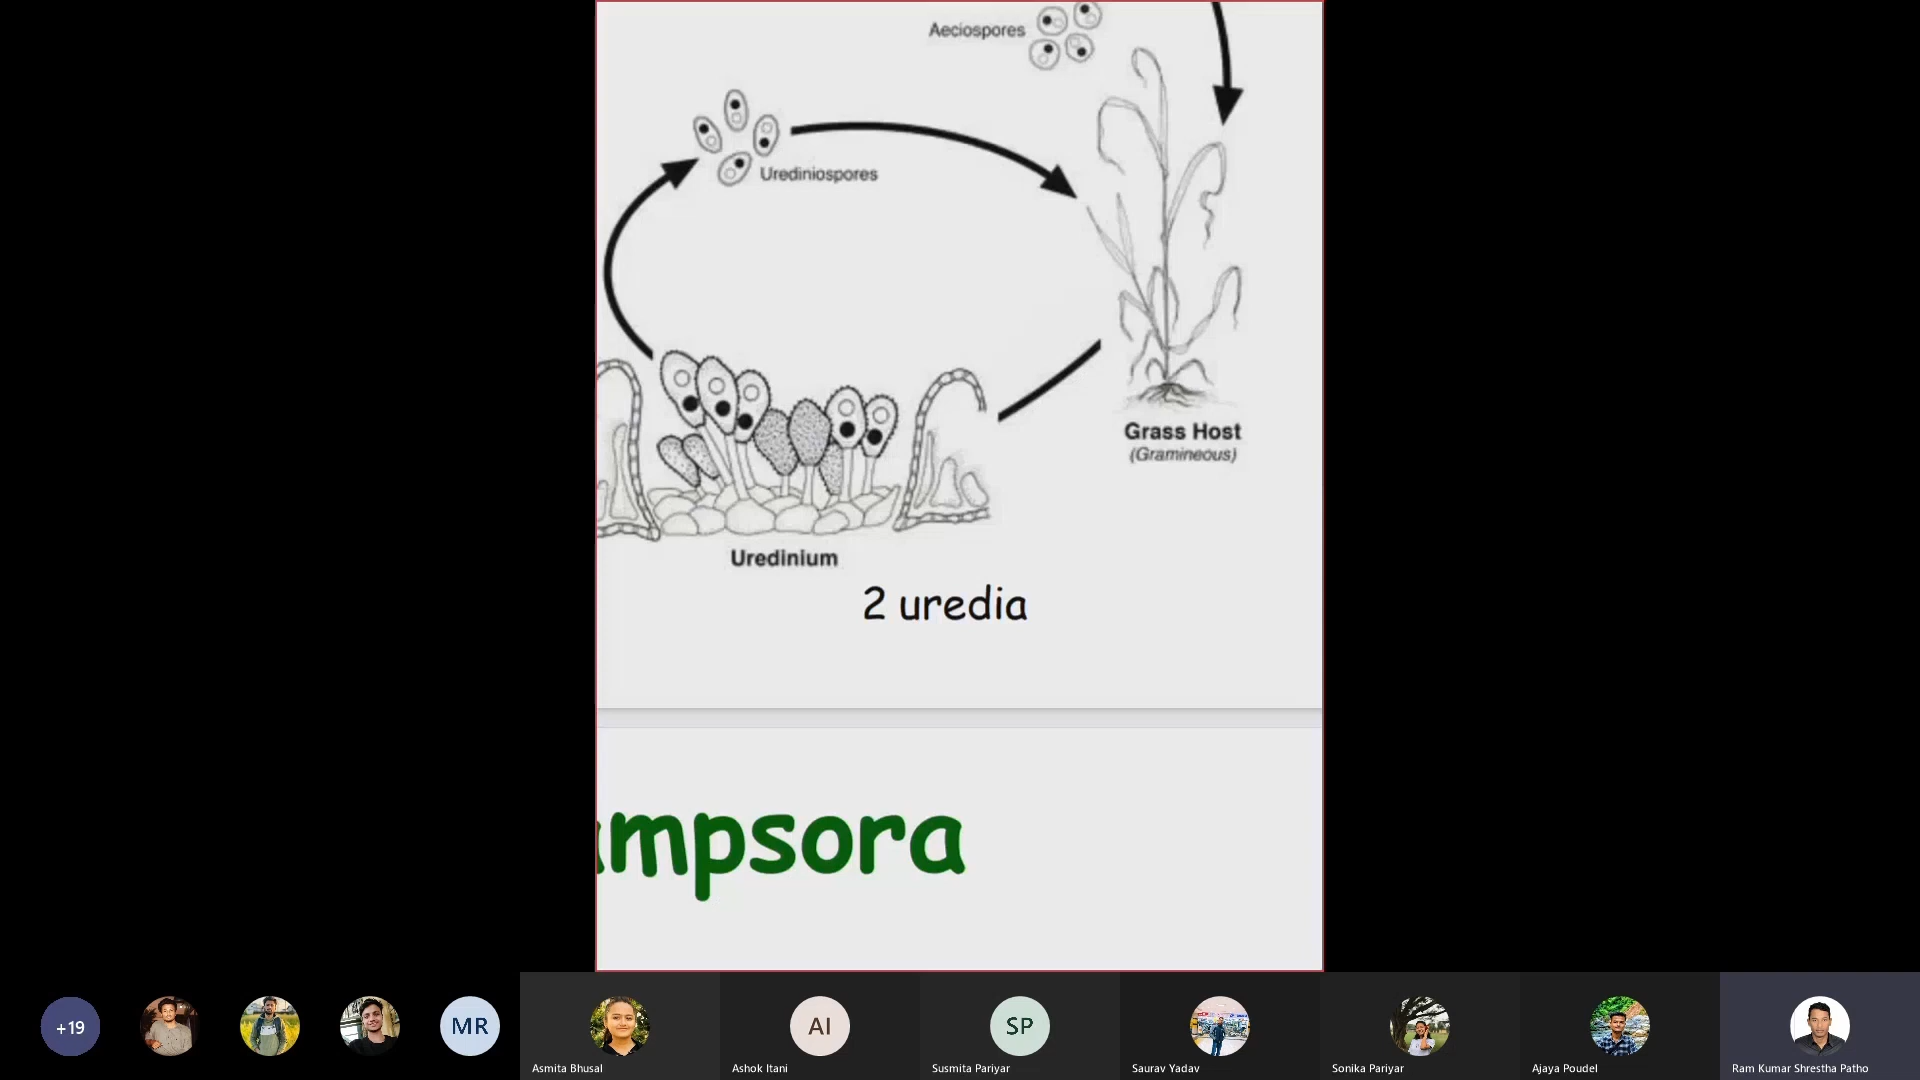 Aeciospores
Urediniospores
Grass Host
(Gramineous)
Uredinium
2 uredia
mpsora
+19
MR
AI
SP
Asmita Bhusal
Ashok Itani
Susmita Pariyar
Saurav Yadav
Sonika Pariyar
Ajaya Poudel
Ram Kumar Shrestha Patho